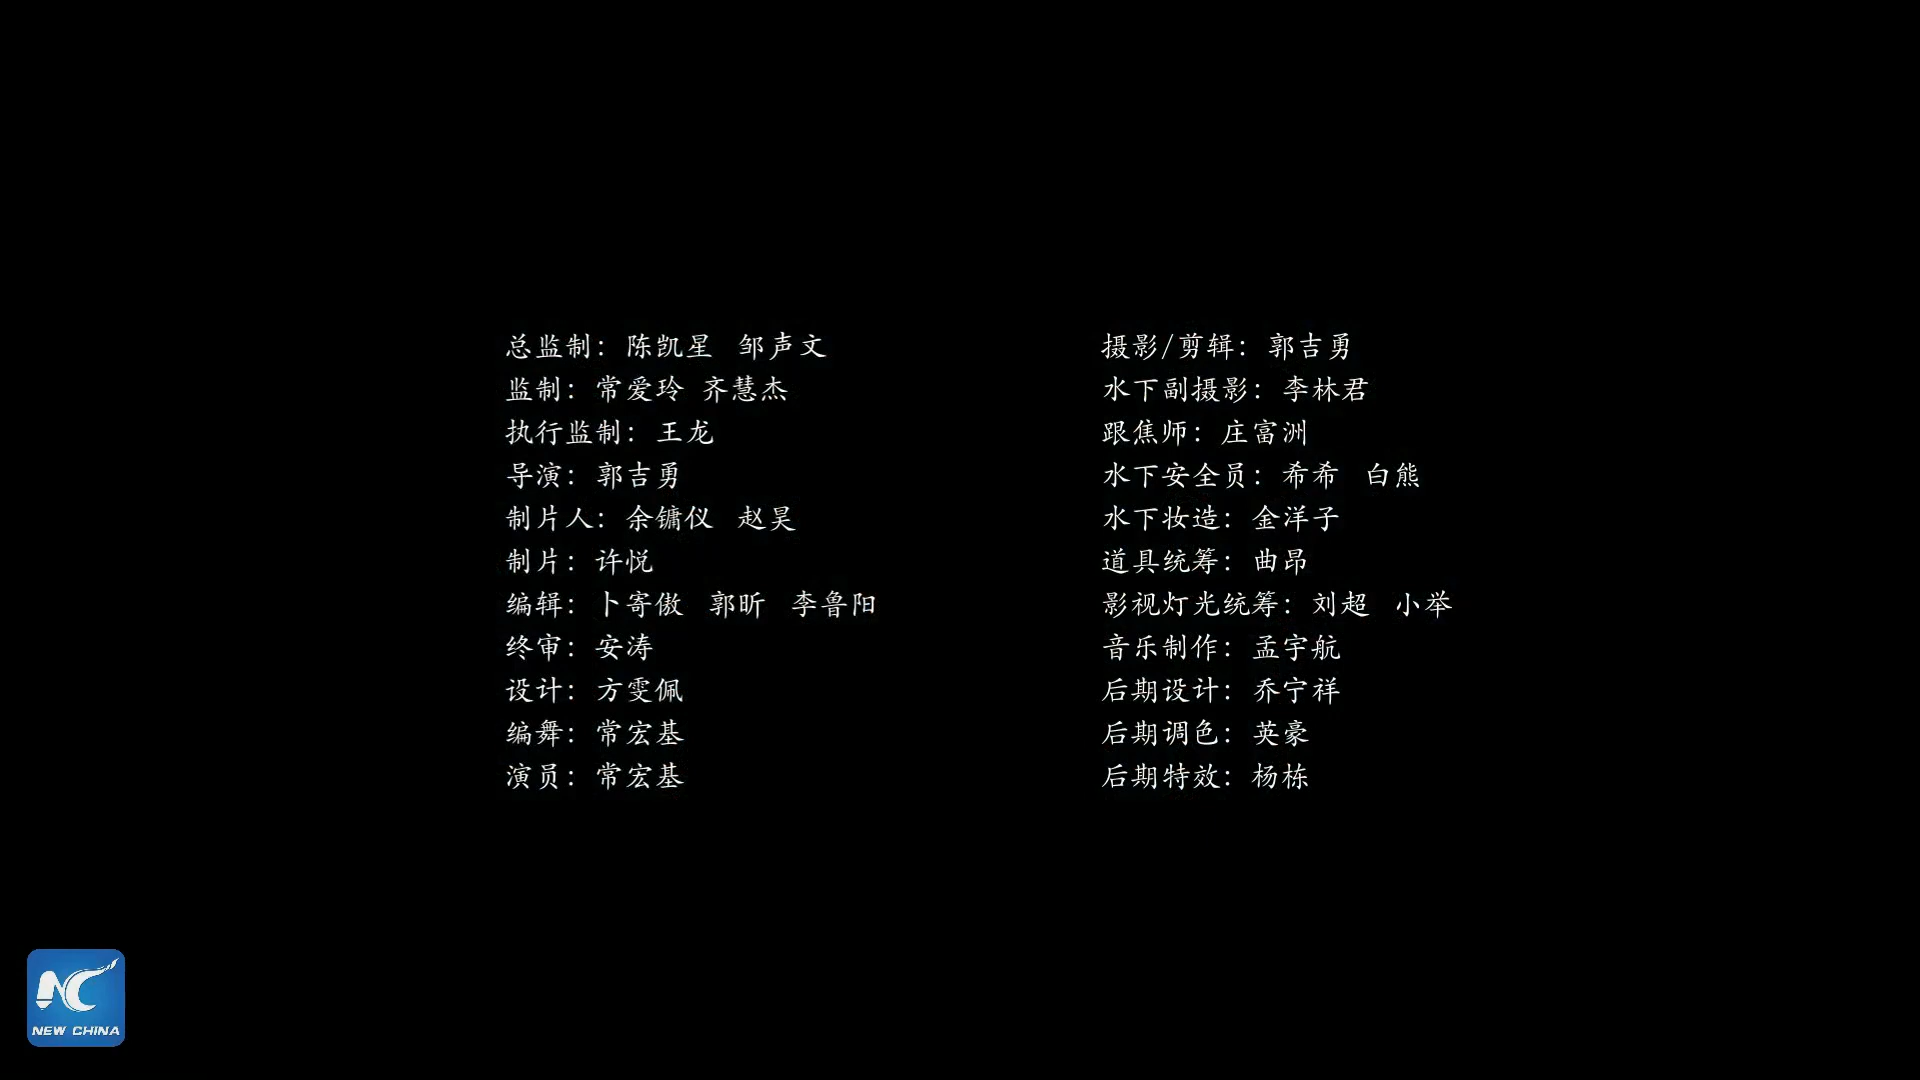 总监制：陈凯星 邹声文
监制：常爱玲 齐慧杰
执行监制：王龙
导演：郭吉勇
制片人：余镛仪 赵昊
制片：许悦
编辑：卜寄傲 郭昕 李鲁阳
终审：安涛
设计：方雯佩
编舞：常宏基
演员：常宏基
摄影/剪辑：郭吉勇
水下副摄影：李林君
跟焦师：庄富洲
水下安全员：希希 白熊
水下妆造：金洋子
道具统筹：曲昂
影视灯光统筹：刘超 小举
音乐制作：孟宇航
后期设计：乔宁祥
后期调色：英豪
后期特效：杨栋
NC
NEW CHINA